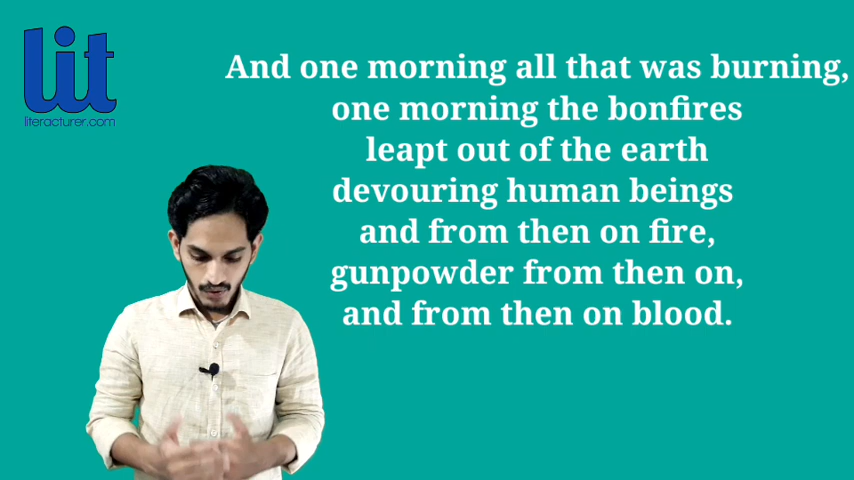 lit
literacturer.com
And one morning all that was burning,
one morning the bonfires
leapt out of the earth
devouring human beings
and from then on fire,
gunpowder from then on,
and from then on blood.